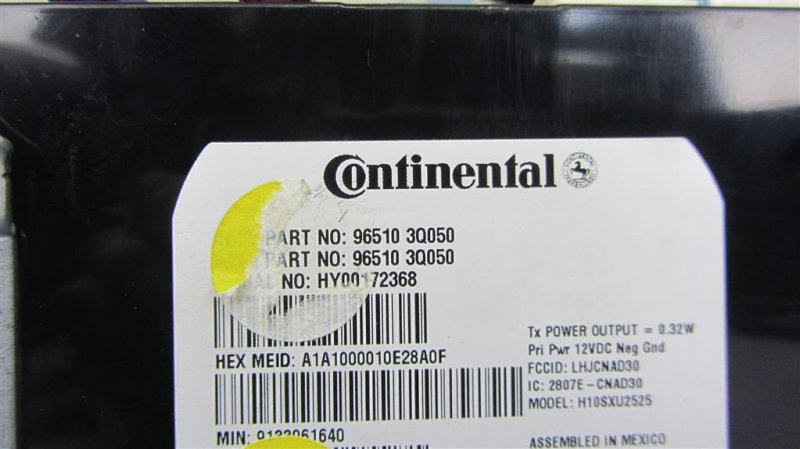 Continental
PART NO: 96510 3Q050
PART NO: 96510 3Q050
NO: HY00172368
HEX MEID: A1A1000010E28A0F
Tx POWER OUTPUT = 0.32W
Pri Pwr 12VDC Neg Gnd
FCCID: LHJCNAD30
IC: 2807E-CNAD30
MODEL: H10SXU2525
MIN:
ASSEMBLED IN MEXICO